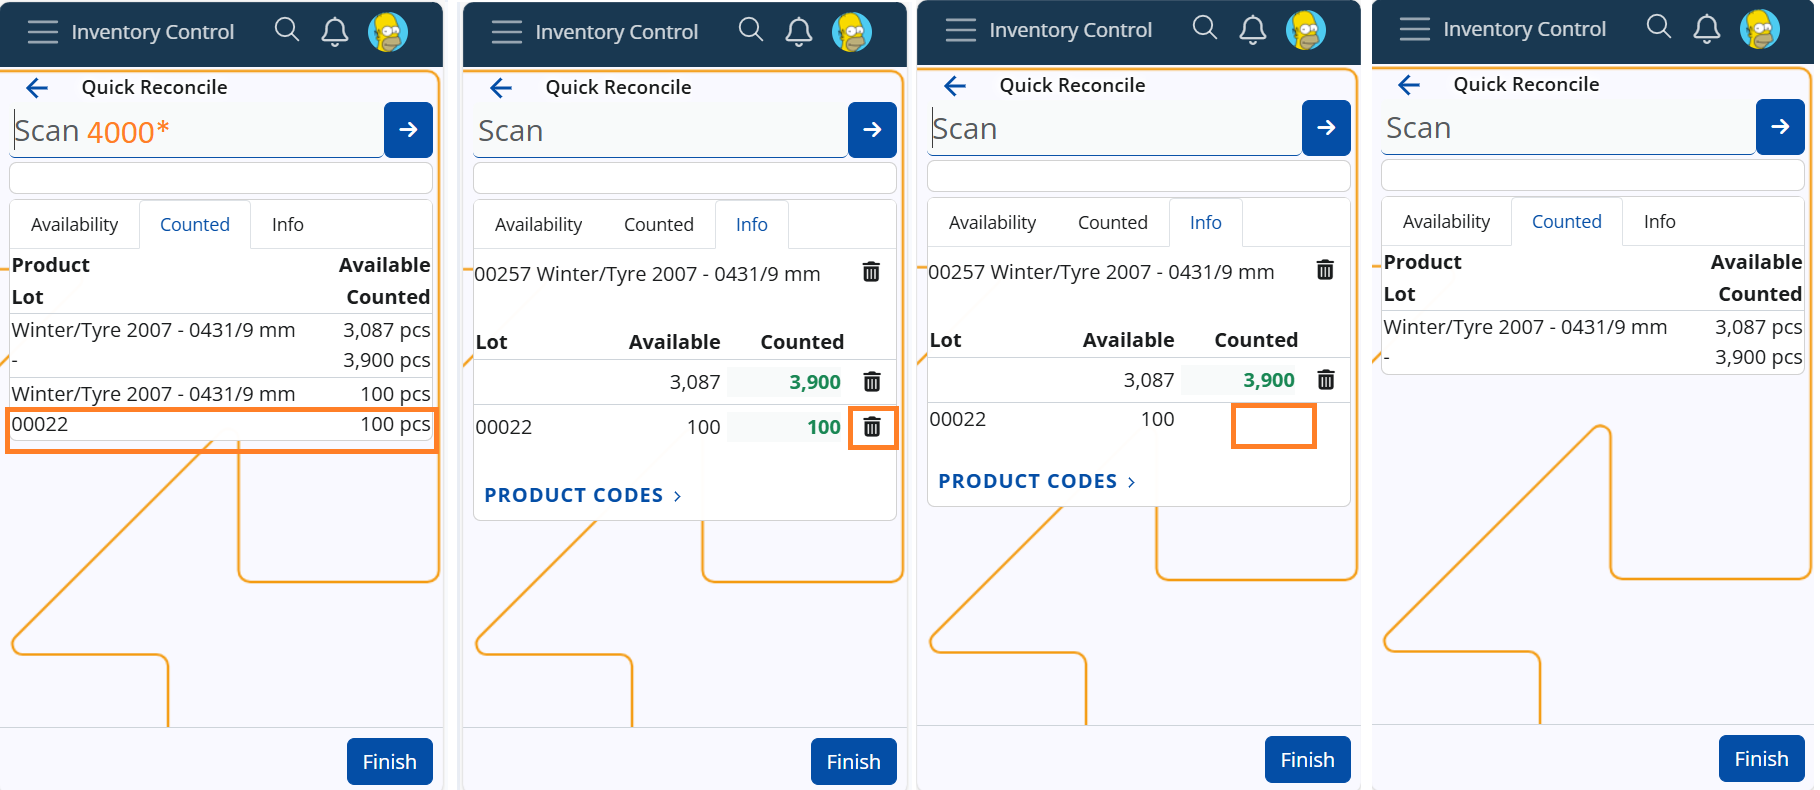 Inventory Control
Quick Reconcile
Scan 4000*
Availability Counted Info
Product Available
Lot Counted
Winter/Tyre 2007 - 0431/9 mm 3,087 pcs
- 3,900 pcs
Winter/Tyre 2007 - 0431/9 mm 100 pcs
00022 100 pcs
Finish
Inventory Control
Quick Reconcile
Scan
Availability Counted Info
00257 Winter/Tyre 2007 - 0431/9 mm
Lot Available Counted
3,087 3,900
00022 100 100
PRODUCT CODES >
Finish
Inventory Control
Quick Reconcile
Scan
Availability Counted Info
00257 Winter/Tyre 2007 - 0431/9 mm
Lot Available Counted
3,087 3,900
00022 100
PRODUCT CODES >
Finish
Inventory Control
Quick Reconcile
Scan
Availability Counted Info
Product Available
Lot Counted
Winter/Tyre 2007 - 0431/9 mm 3,087 pcs
- 3,900 pcs
Finish